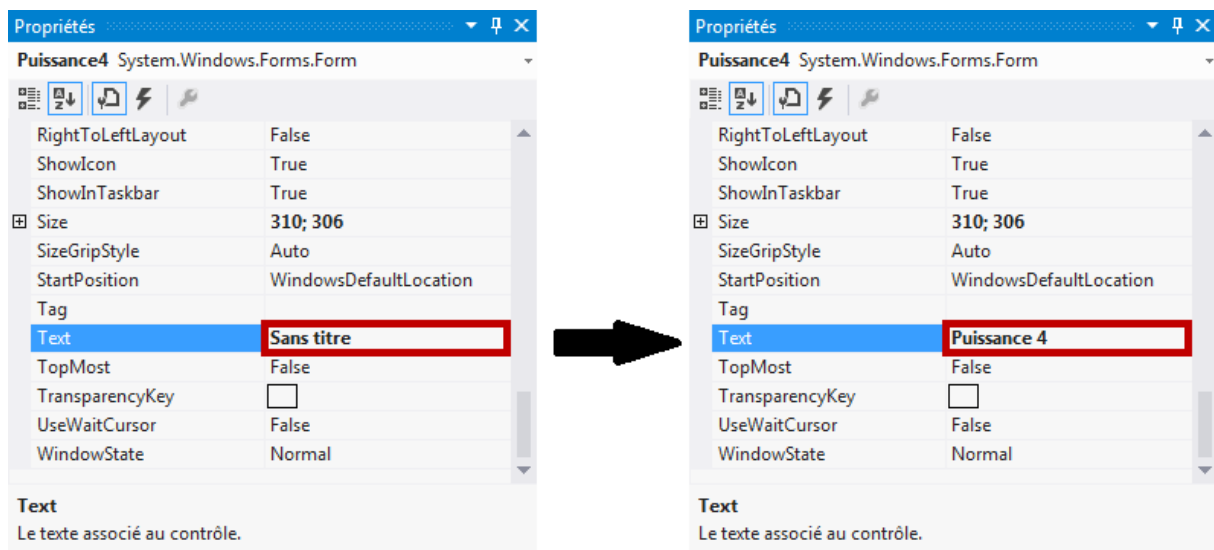 Propriétés
Puissance4 System.Windows.Forms.Form
RightToLeftLayout False
ShowIcon True
ShowInTaskbar True
Size 310; 306
SizeGripStyle Auto
StartPosition WindowsDefaultLocation
Tag
Text Sans titre
TopMost False
TransparencyKey
UseWaitCursor False
WindowState Normal
Text
Le texte associé au contrôle.
Propriétés
Puissance4 System.Windows.Forms.Form
RightToLeftLayout False
ShowIcon True
ShowInTaskbar True
Size 310; 306
SizeGripStyle Auto
StartPosition WindowsDefaultLocation
Tag
Text Puissance 4
TopMost False
TransparencyKey
UseWaitCursor False
WindowState Normal
Text
Le texte associé au contrôle.